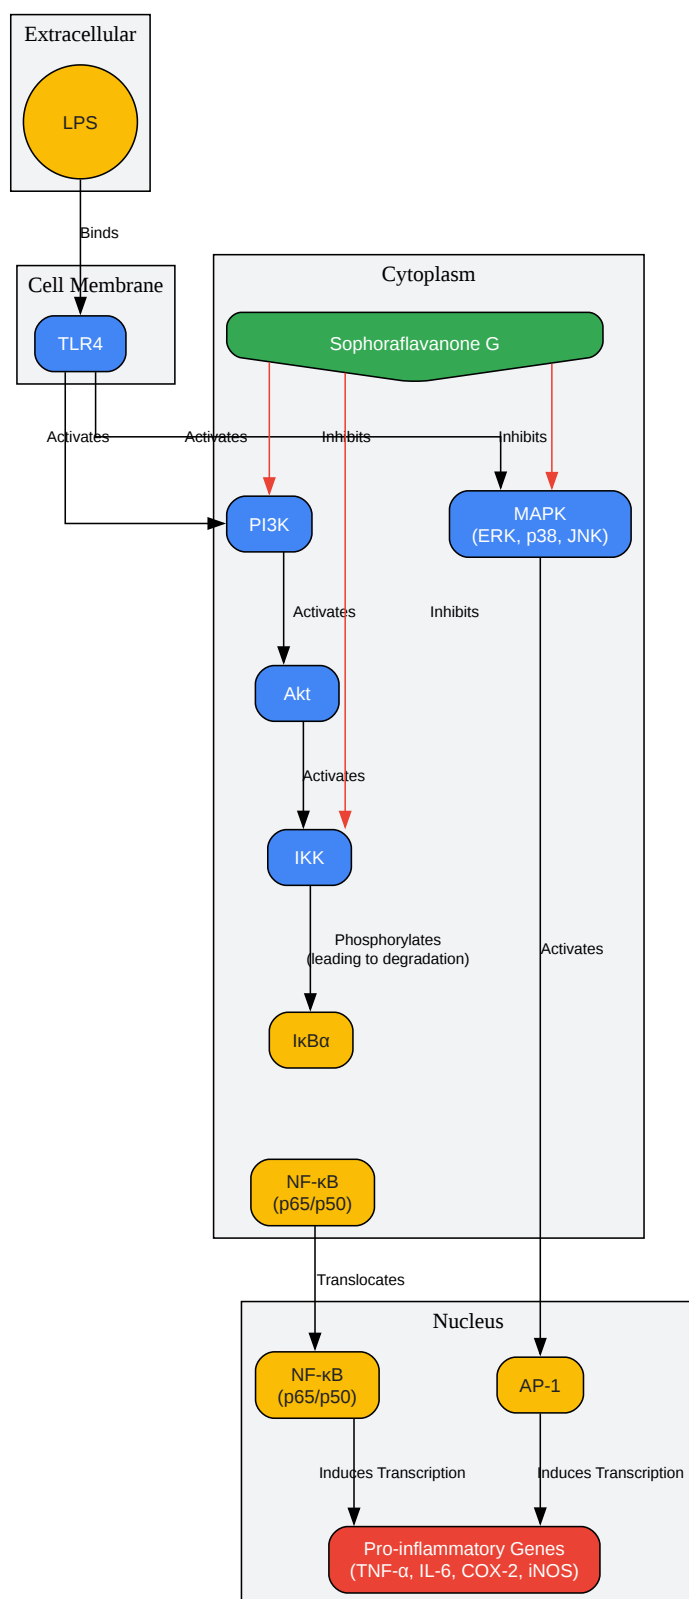 Extracellular
LPS
Binds
Cell Membrane
TLR4
Cytoplasm
Sophoraflavanone G
Activates
Activates
Inhibits
Inhibits
PI3K
MAPK
(ERK, p38, JNK)
Activates
Inhibits
Akt
Activates
IKK
Phosphorylates
(leading to degradation)
Activates
IκBα
NF-κB
(p65/p50)
Translocates
Nucleus
NF-κB
(p65/p50)
AP-1
Induces Transcription
Induces Transcription
Pro-inflammatory Genes
(TNF-α, IL-6, COX-2, iNOS)